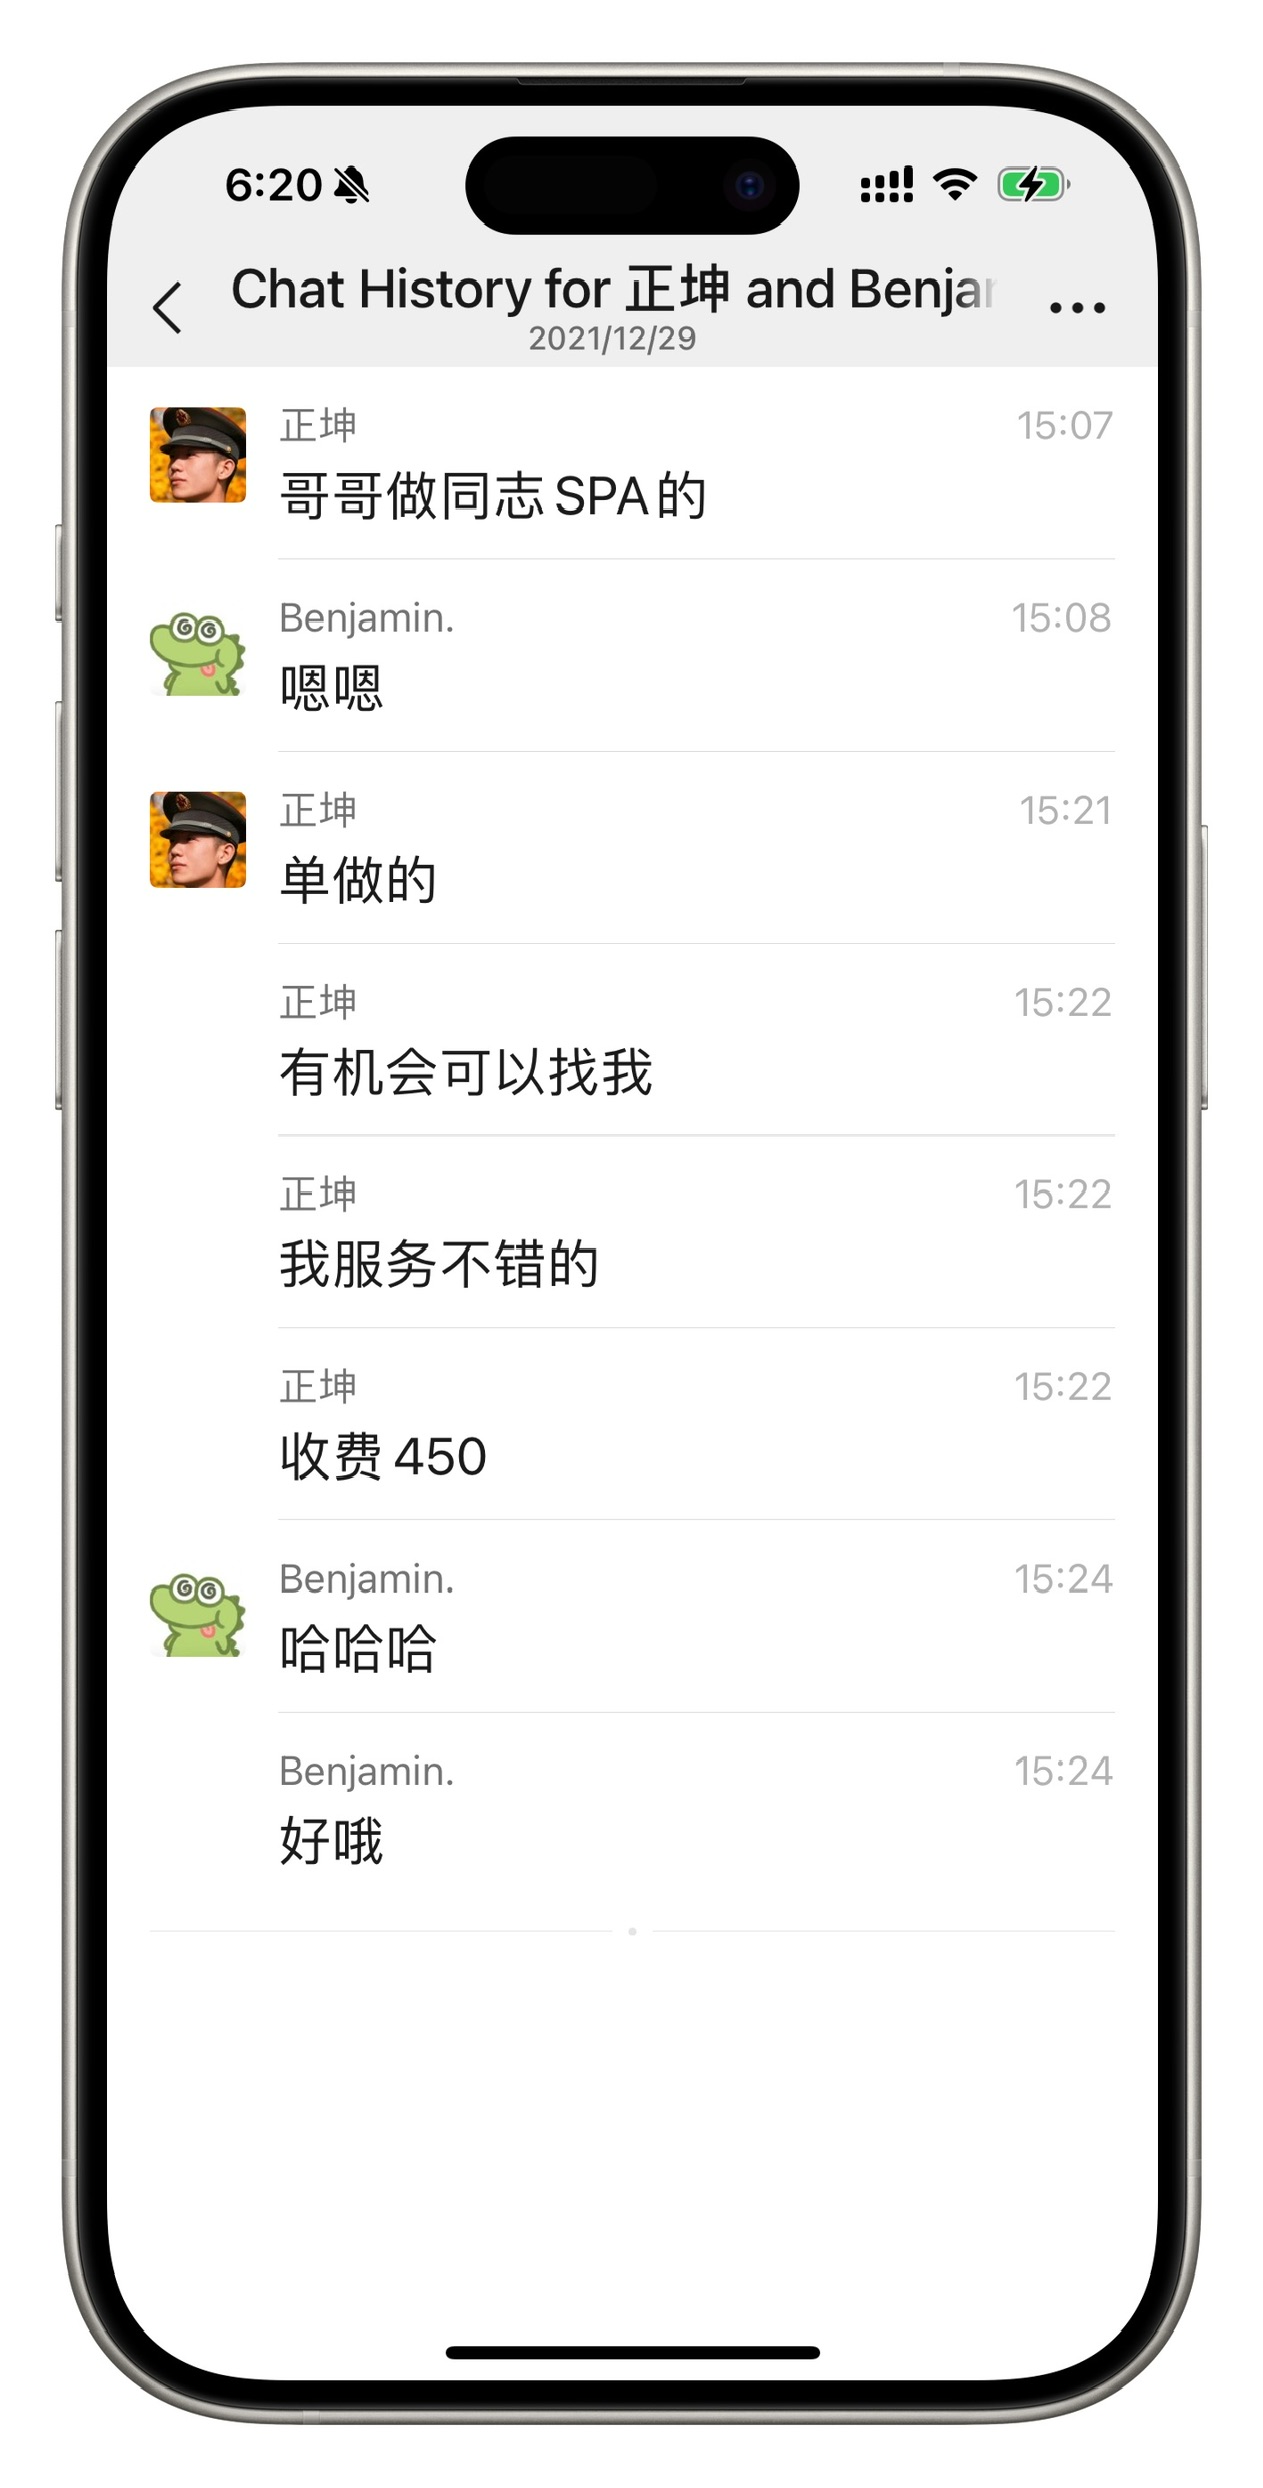 6:20
Chat History for 正坤 and Benjar
2021/12/29
正坤 15:07
哥哥做同志SPA的
Benjamin. 15:08
嗯嗯
正坤 15:21
单做的
正坤 15:22
有机会可以找我
正坤 15:22
我服务不错的
正坤 15:22
收费450
Benjamin. 15:24
哈哈哈
Benjamin. 15:24
好哦